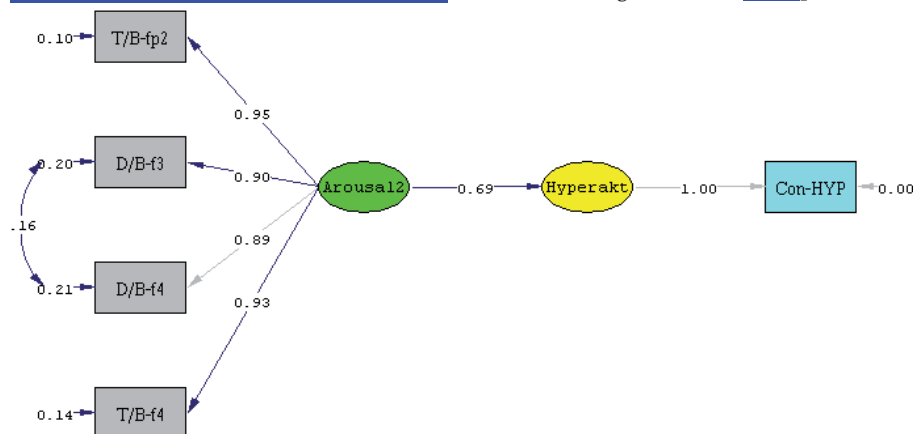 0.10 T/B-fp2
0.95
0.20 D/B-f3
0.90
Arousal2 0.69 Hyperakt 1.00 Con-HYP 0.00
.16
0.89
0.21 D/B-f4
0.93
0.14 T/B-f4